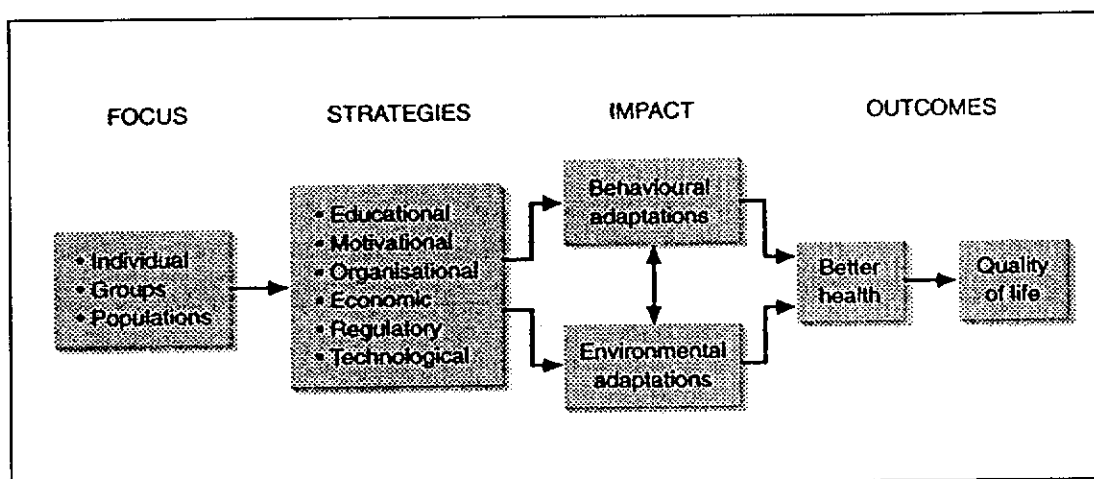 FOCUS
STRATEGIES
IMPACT
OUTCOMES
• Individual
• Groups
• Populations
• Educational
• Motivational
• Organisational
• Economic
• Regulatory
• Technological
Behavioural
adaptations
Environmental
adaptations
Better
health
Quality
of life